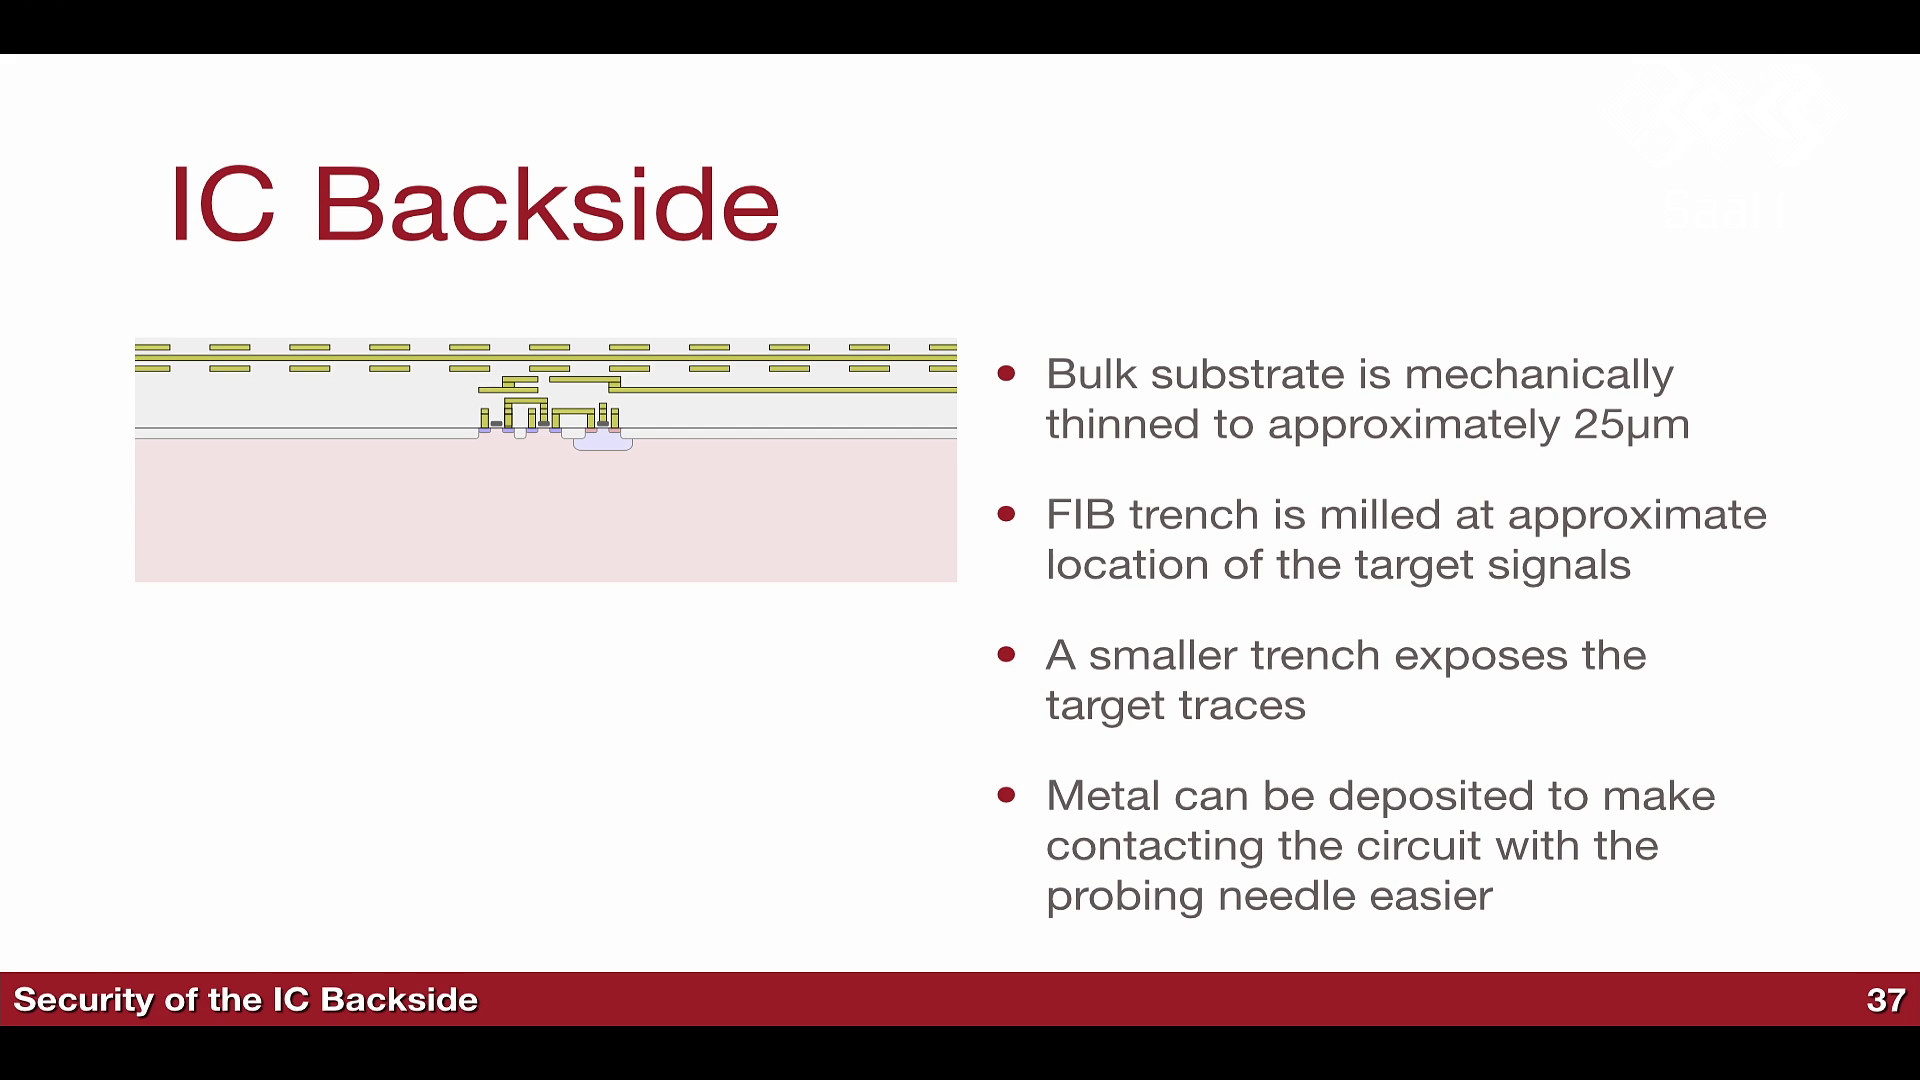 Saal 1
IC Backside
• Bulk substrate is mechanically
thinned to approximately 25µm
• FIB trench is milled at approximate
location of the target signals
• A smaller trench exposes the
target traces
• Metal can be deposited to make
contacting the circuit with the
probing needle easier
Security of the IC Backside
37